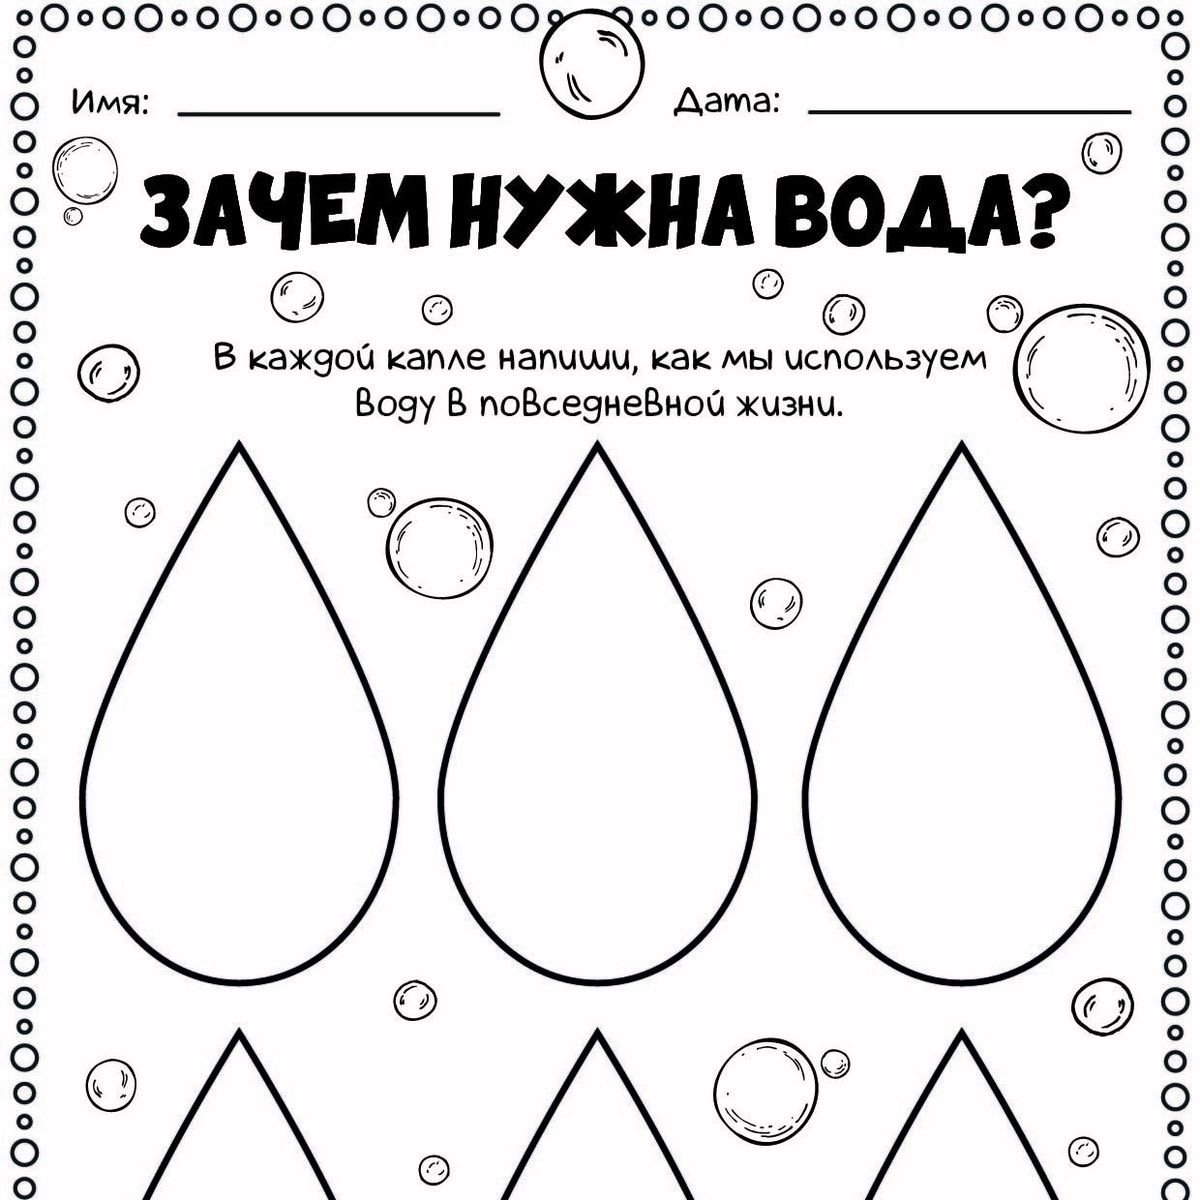 Имя:
Дата:
ЗАЧЕМ НУЖНА ВОДА?
В каждой капле напиши, как мы используем
воду в повседневной жизни.